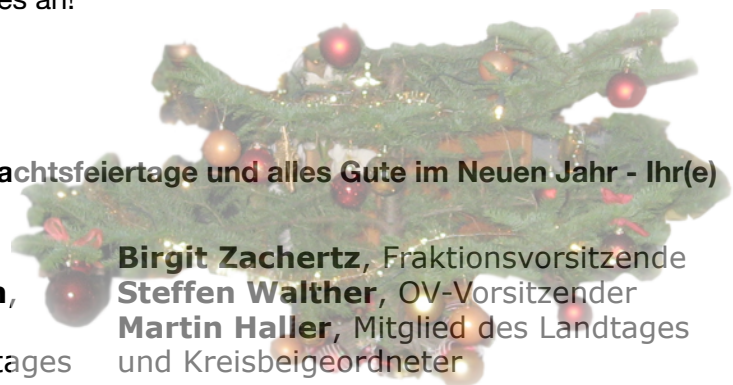 es an!
achtsfeiertage und alles Gute im Neuen Jahr - Ihr(e)
Birgit Zachertz, Fraktionsvorsitzende
Steffen Walther, OV-Vorsitzender
Martin Haller, Mitglied des Landtages
tages und Kreisbeigeordneter